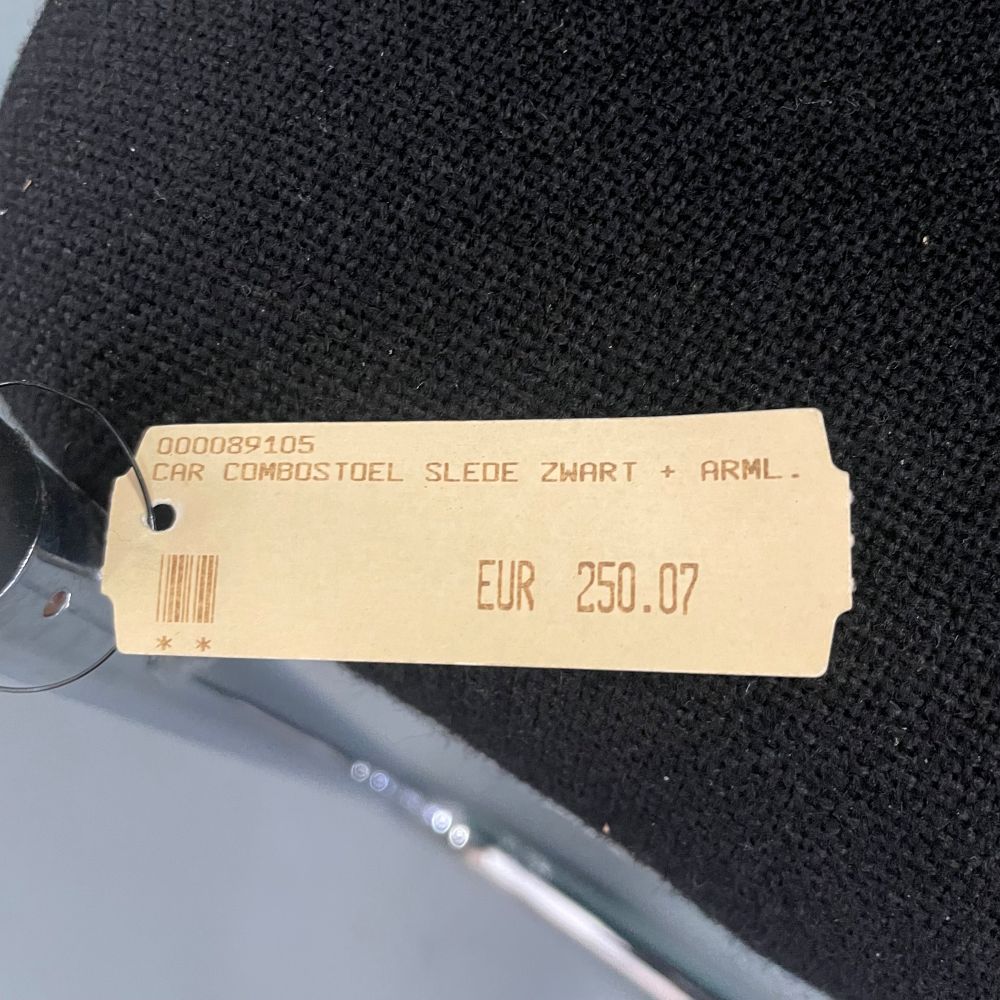 000089105
CAR COMBOSTOEL SLEDE ZWART + ARML.
EUR 250.07
* *